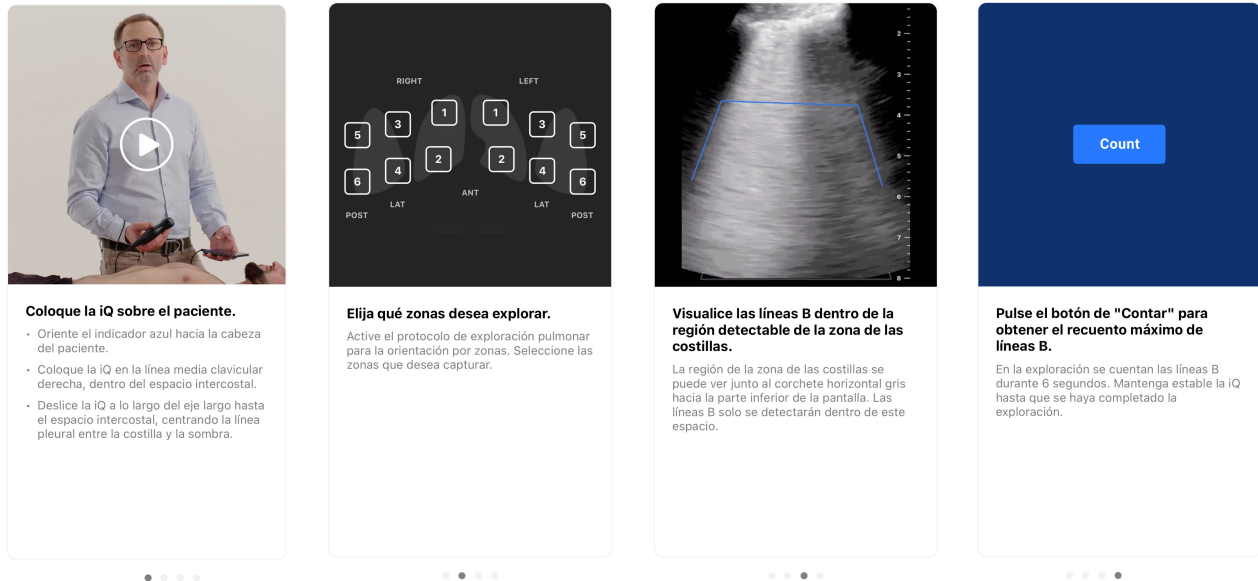 Coloque la iQ sobre el paciente.
• Oriente el indicador azul hacia la cabeza
del paciente.
• Coloque la iQ en la línea media clavicular
derecha, dentro del espacio intercostal.
• Deslice la iQ a lo largo del eje largo hasta
el espacio intercostal, centrando la línea
pleural entre la costilla y la sombra.
RIGHT LEFT
1 1
3 3
5 5
2 2
4 4
6 6
ANT
LAT LAT
POST POST
Elija qué zonas desea explorar.
Active el protocolo de exploración pulmonar
para la orientación por zonas. Seleccione las
zonas que desea capturar.
2
3
4
5
6
7
8
Visualice las líneas B dentro de la
región detectable de la zona de las
costillas.
La región de la zona de las costillas se
puede ver junto al corchete horizontal gris
hacia la parte inferior de la pantalla. Las
líneas B solo se detectarán dentro de este
espacio.
Count
Pulse el botón de "Contar" para
obtener el recuento máximo de
líneas B.
En la exploración se cuentan las líneas B
durante 6 segundos. Mantenga estable la iQ
hasta que se haya completado la
exploración.